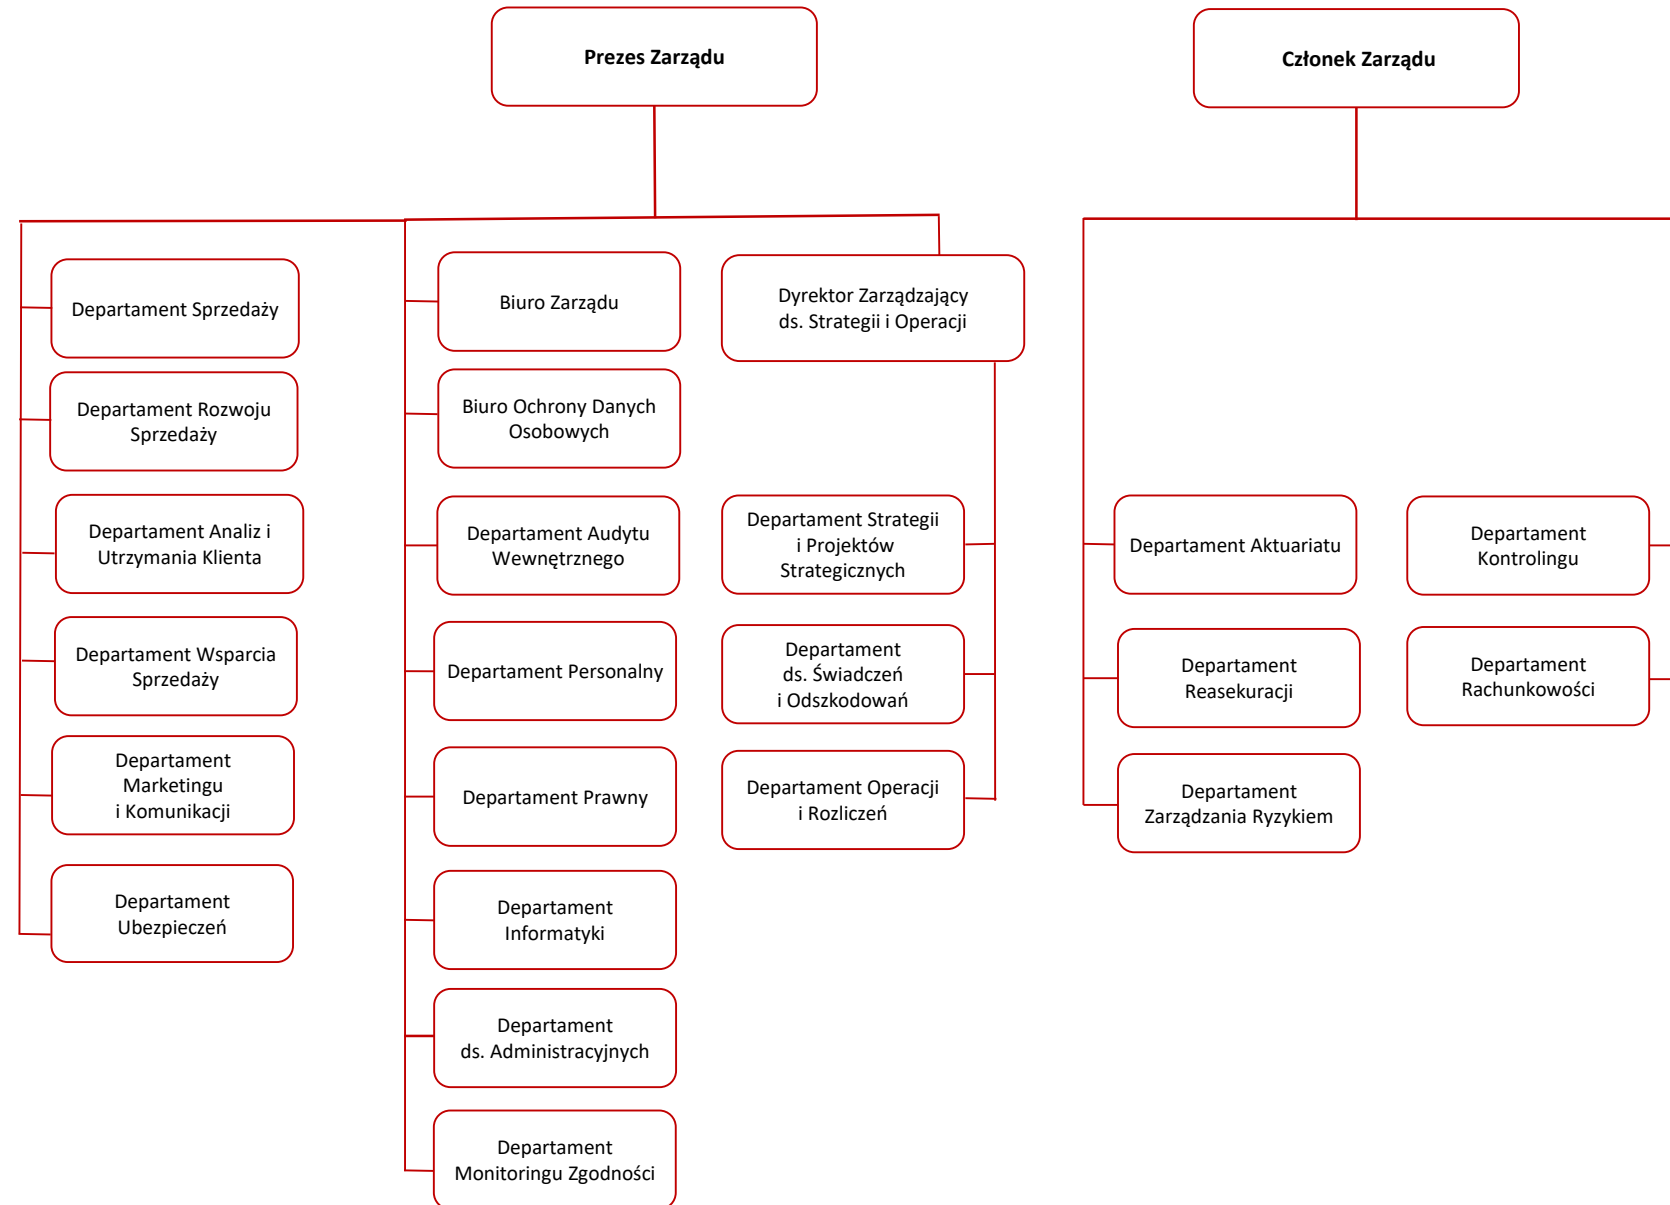 Prezes Zarządu
Członek Zarządu
Departament Sprzedaży
Departament Rozwoju
Sprzedaży
Departament Analiz i
Utrzymania Klienta
Departament Wsparcia
Sprzedaży
Departament
Marketingu
i Komunikacji
Departament
Ubezpieczeń
Biuro Zarządu
Biuro Ochrony Danych
Osobowych
Departament Audytu
Wewnętrznego
Departament Personalny
Departament Prawny
Departament
Informatyki
Departament
ds. Administracyjnych
Departament
Monitoringu Zgodności
Dyrektor Zarządzający
ds. Strategii i Operacji
Departament Strategii
i Projektów
Strategicznych
Departament
ds. Świadczeń
i Odszkodowań
Departament Operacji
i Rozliczeń
Departament Aktuariatu
Departament
Reasekuracji
Departament
Zarządzania Ryzykiem
Departament
Kontrolingu
Departament
Rachunkowości